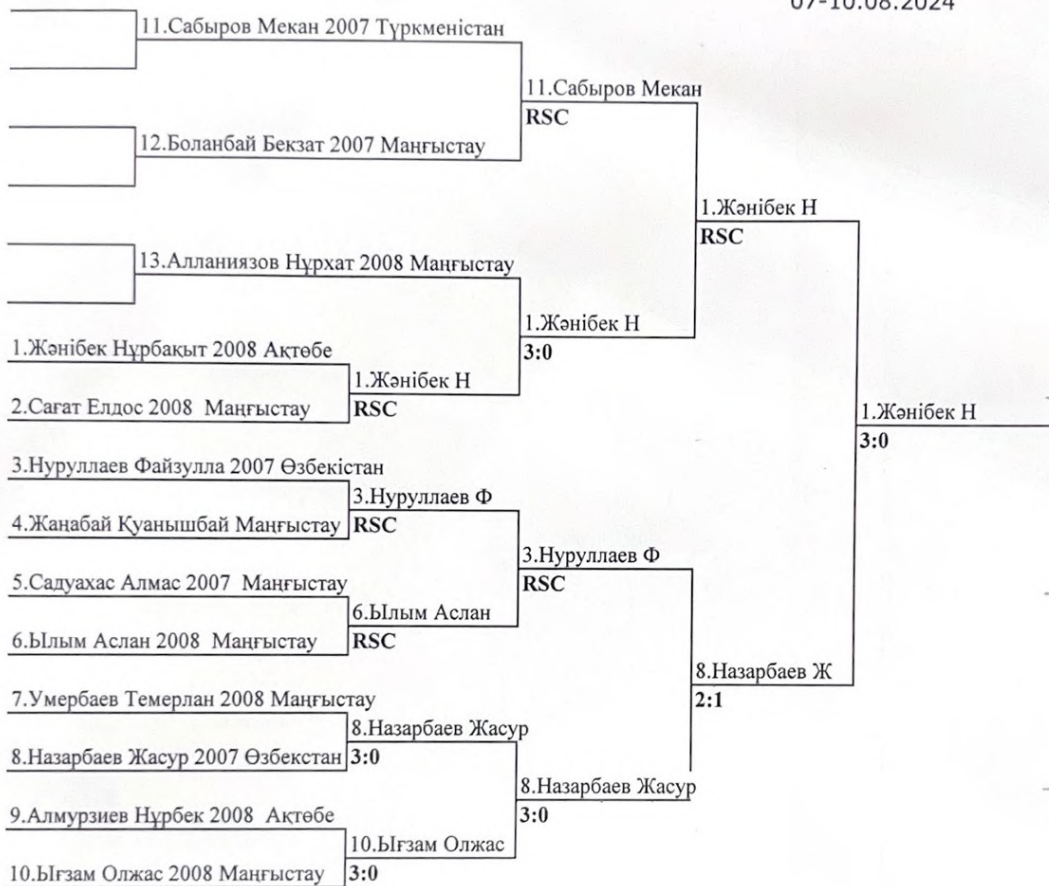 07-10.08.2024
11.Сабыров Мекан 2007 Түркменістан
11.Сабыров Мекан
RSC
12.Боланбай Бекзат 2007 Маңғыстау
1.Жәнібек Н
RSC
13.Алланиязов Нұрхат 2008 Маңғыстау
1.Жәнібек Н
3:0
1.Жәнібек Нұрбақыт 2008 Ақтөбе
1.Жәнібек Н
RSC
2.Сағат Елдос 2008 Маңғыстау
1.Жәнібек Н
3:0
3.Нуруллаев Файзулла 2007 Өзбекістан
3.Нуруллаев Ф
RSC
4.Жаңабай Қуанышбай Маңғыстау
3.Нуруллаев Ф
RSC
5.Садуахас Алмас 2007 Маңғыстау
6.Ылым Аслан
RSC
6.Ылым Аслан 2008 Маңғыстау
8.Назарбаев Ж
2:1
7.Умербаев Темерлан 2008 Маңғыстау
8.Назарбаев Жасур
3:0
8.Назарбаев Жасур 2007 Өзбекстан
8.Назарбаев Жасур
3:0
9.Алмурзиев Нұрбек 2008 Ақтөбе
10.Ығзам Олжас
3:0
10.Ығзам Олжас 2008 Маңғыстау